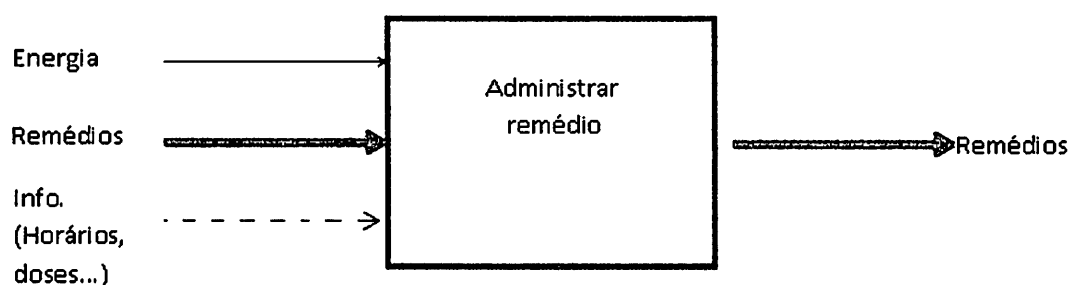 Energia
Administrar
remédio
Remédios
Remédios
Info.
(Horários,
doses...)